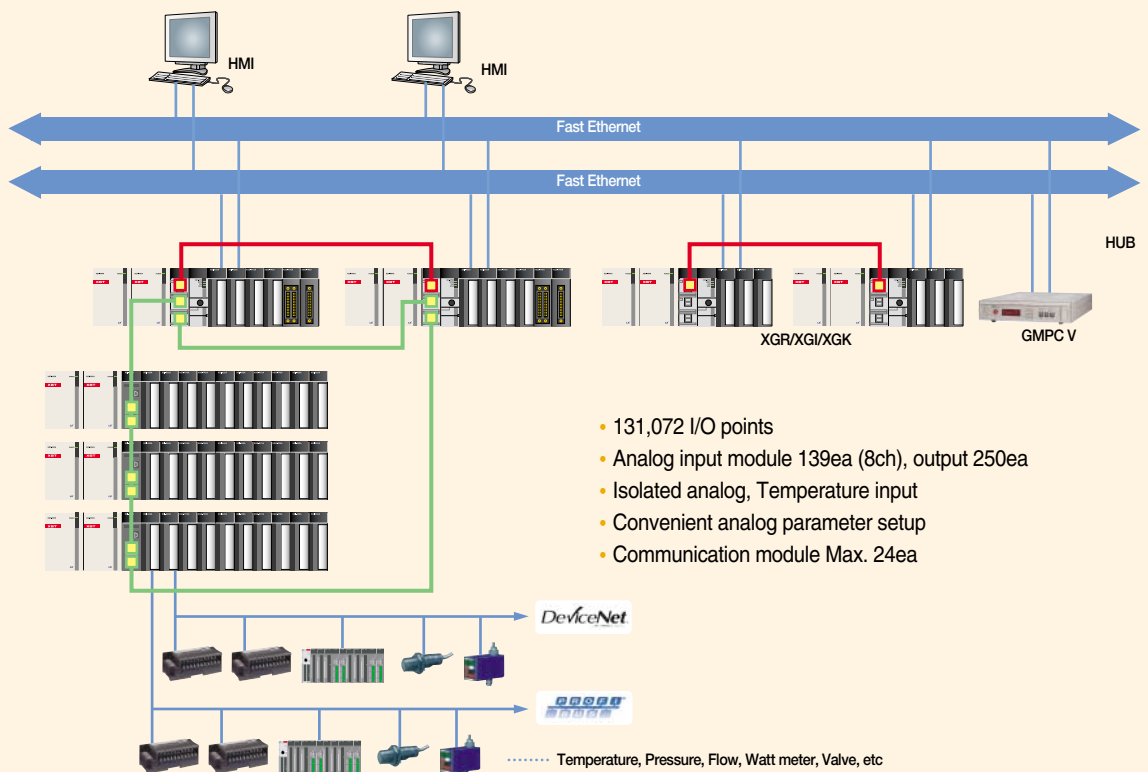 HMI
HMI
Fast Ethernet
Fast Ethernet
HUB
XGR/XGI/XGK
GMPC V
• 131,072 I/O points
• Analog input module 139ea (8ch), output 250ea
• Isolated analog, Temperature input
• Convenient analog parameter setup
• Communication module Max. 24ea
DeviceNet
PROFI
BUS
Temperature, Pressure, Flow, Watt meter, Valve, etc